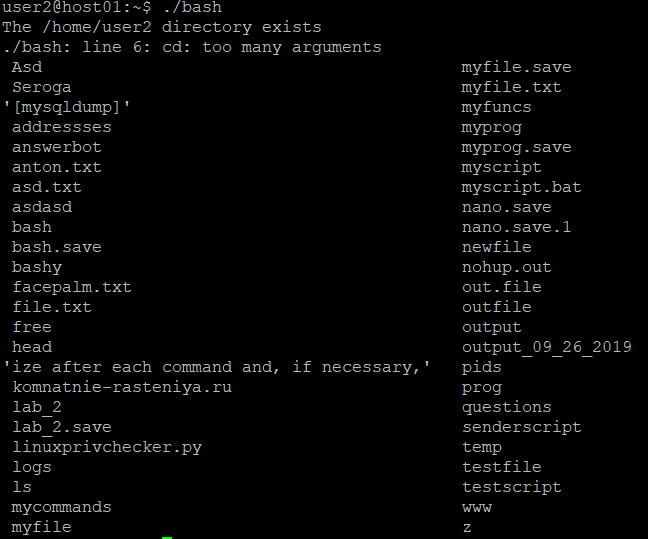 user2@host01:~$ ./bash
The /home/user2 directory exists
./bash: line 6: cd: too many arguments
 Asd                                          myfile.save
 Seroga                                       myfile.txt
'[mysqldump]'                                 myfuncs
 addressses                                   myprog
 answerbot                                    myprog.save
 anton.txt                                    myscript
 asd.txt                                      myscript.bat
 asdasd                                       nano.save
 bash                                         nano.save.1
 bash.save                                    newfile
 bashy                                        nohup.out
 facepalm.txt                                 out.file
 file.txt                                     outfile
 free                                         output
 head                                         output_09_26_2019
'ize after each command and, if necessary,'   pids
 komnatnie-rasteniya.ru                       prog
 lab_2                                        questions
 lab_2.save                                   senderscript
 linuxprivchecker.py                          temp
 logs                                         testfile
 ls                                           testscript
 mycommands                                   www
 myfile                                       z